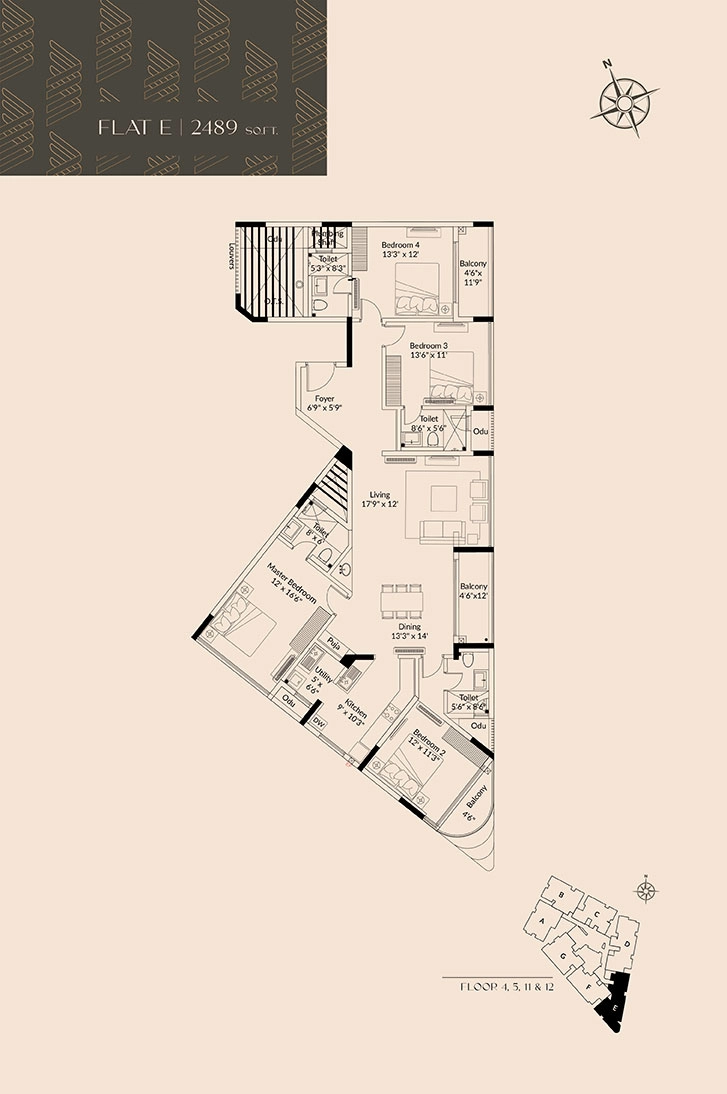 FLAT E | 2489 SQ.FT.
N
Odu
Plumbing
Shaft
Louvers
O.T.S.
Toilet
5'3" x 8'3"
Bedroom 4
13'3" x 12'
Balcony
4'6"x
11'9"
Bedroom 3
13'6" x 11'
Foyer
6'9" x 5'9"
Toilet
8'6" x 5'6"
Odu
Living
17'9" x 12'
Toilet
8' x 6'
Master Bedroom
12' x 16'6"
Balcony
4'6"x12'
Dining
13'3" x 14'
Puja
Utility
5' x
6'6"
Odu
Kitchen
9' x 10'3"
DW
Toilet
5'6" x 8'6"
Odu
Bedroom 2
12' x 11'3"
Balcony
4'6"
N
B
C
A
D
G
F
E
FLOOR 4, 5, 11 & 12